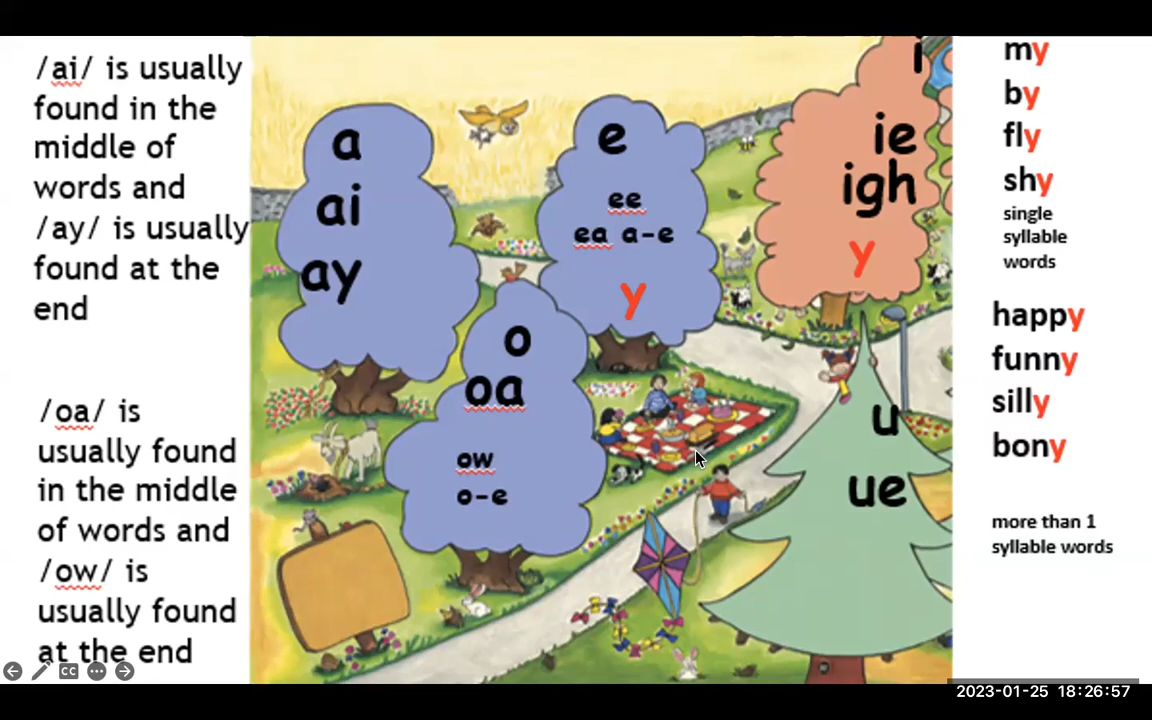 /ai/ is usually
found in the
middle of
words and
/ay/ is usually
found at the
end
/oa/ is
usually found
in the middle
of words and
/ow/ is
usually found
at the end
a
ai
ay
e
ee
ea a-e
y
o
oa
ow
o-e
i
ie
igh
y
u
ue
my
by
fly
shy
single
syllable
words
happy
funny
silly
bony
more than 1
syllable words
CC
2023-01-25 18:26:57